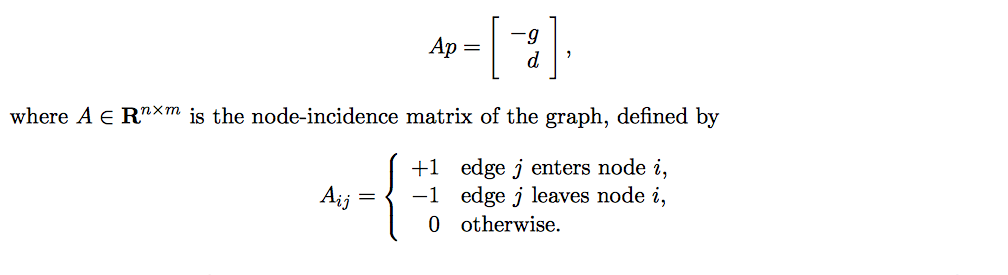 Ap = [ −g d ],
where A ∈ R^{n×m} is the node-incidence matrix of the graph, defined by
A_{ij} = { +1 edge j enters node i,
−1 edge j leaves node i,
0 otherwise.